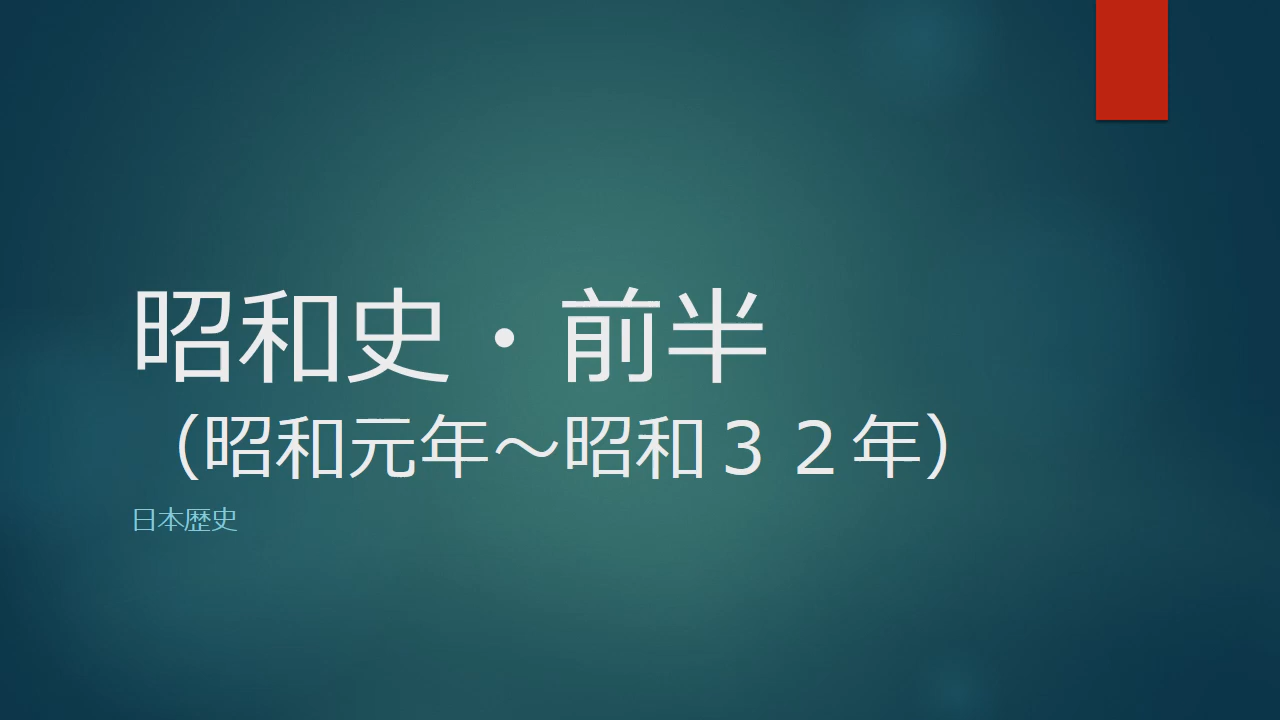 昭和史・前半
（昭和元年～昭和３２年）
日本歴史